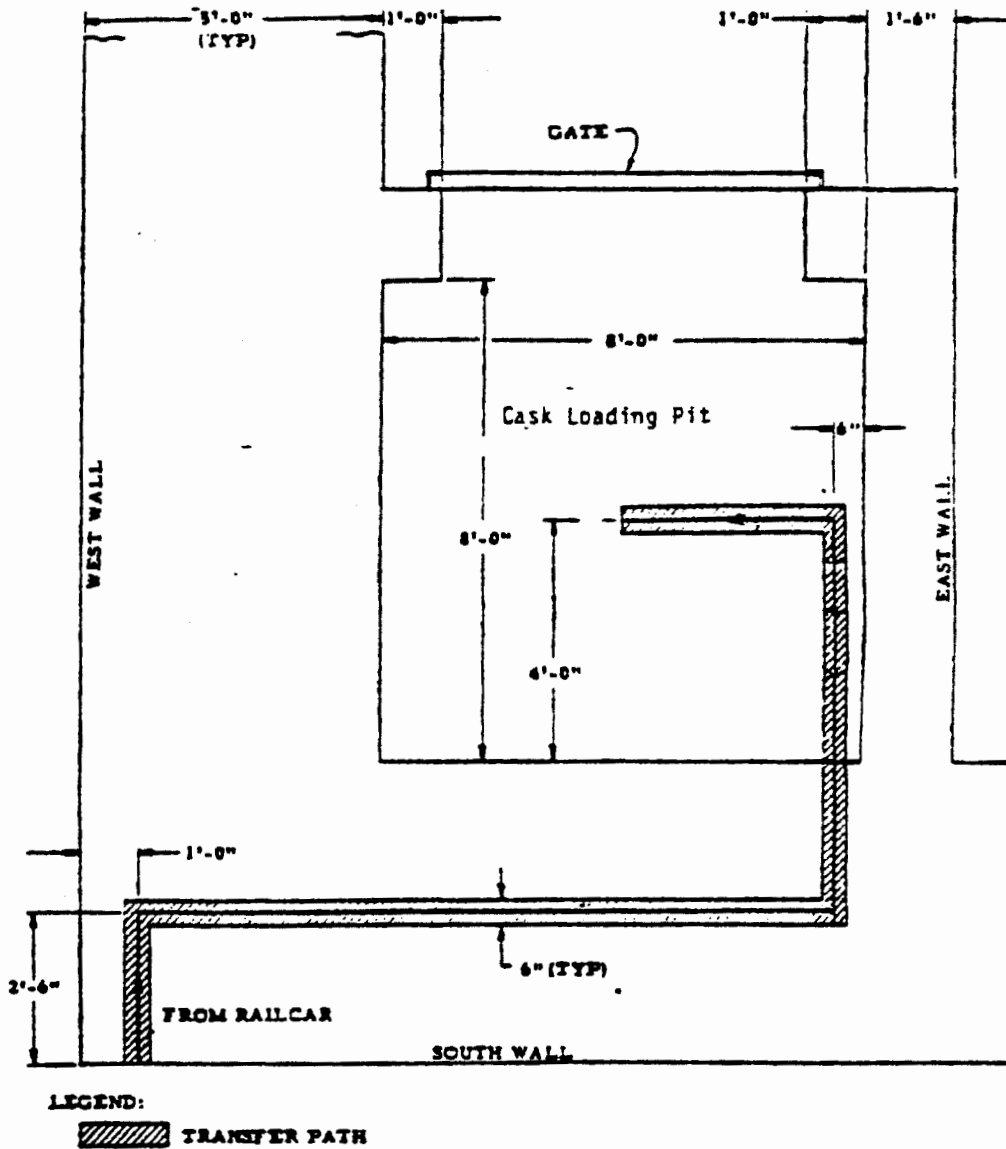 5'-0"
(TYP)
1'-0"
1'-0"
1'-6"
GATE
8'-0"
Cask Loading Pit
6"
WEST WALL
8'-0"
EAST WALL
4'-0"
1'-0"
2'-6"
6" (TYP)
FROM RAILCAR
SOUTH WALL
LEGEND:
TRANSFER PATH